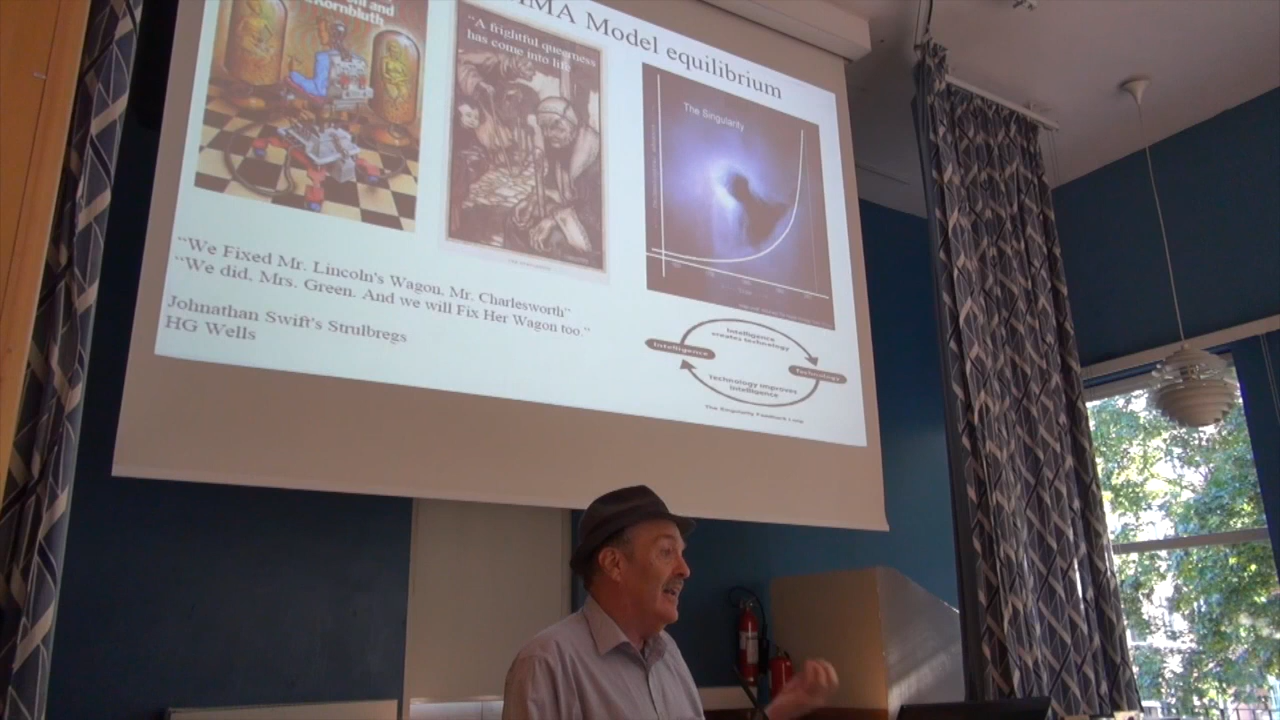 MA Model equilibrium
and
Kornbluth
"A frightful queerness
has come into life"
The Singularity
"We Fixed Mr. Lincoln's Wagon, Mr. Charlesworth"
"We did, Mrs. Green. And we will Fix Her Wagon too."
Johnathan Swift's Strulbregs
HG Wells
Intelligence
creates technology
Intelligence
Technology
Technology improves
intelligence
The Singularity Feedback Loop